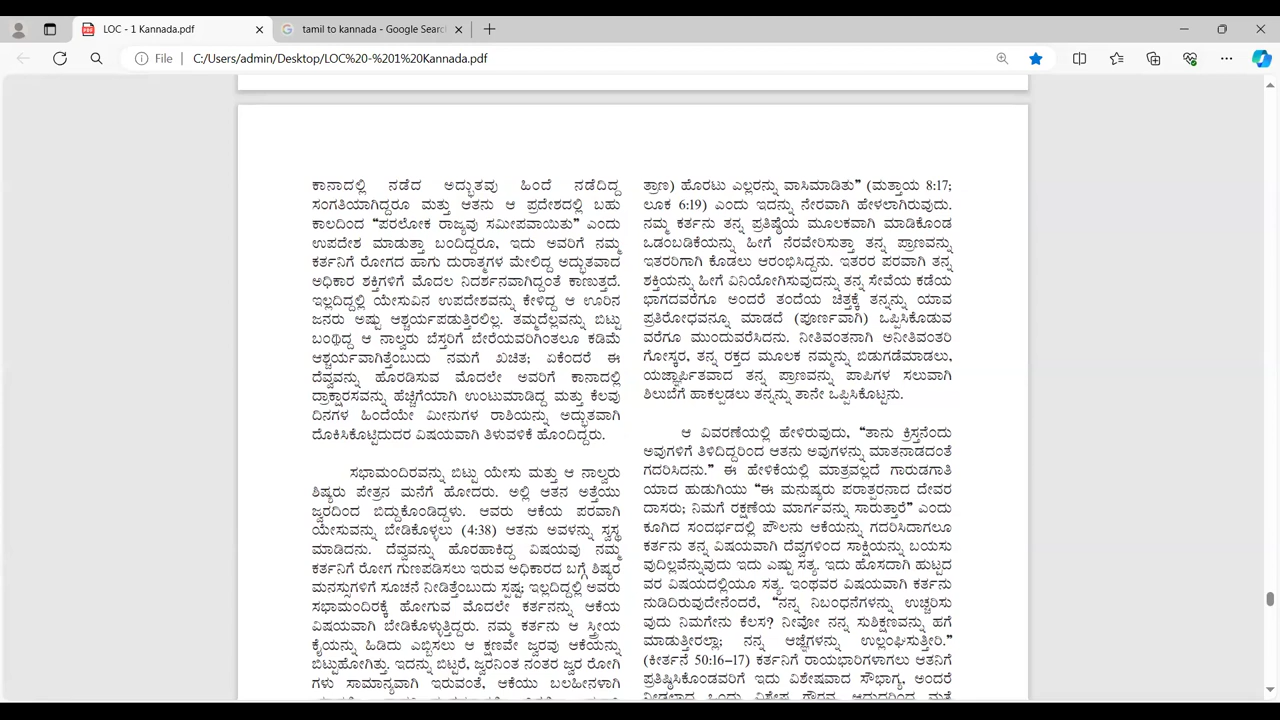 LOC - 1 Kannada.pdf
tamil to kannada - Google Searc
File
C:/Users/admin/Desktop/LOC%20-%201%20Kannada.pdf
ಕಾನಾದಲ್ಲಿ ನಡೆದ ಅದ್ಭುತವು ಹಿಂದೆ ನಡೆದಿದ್ದ
ಸಂಗತಿಯಾಗಿದ್ದರೂ ಮತ್ತು ಆತನು ಆ ಪ್ರದೇಶದಲ್ಲಿ ಬಹು
ಕಾಲದಿಂದ “ಪರಲೋಕ ರಾಜ್ಯವು ಸಮೀಪವಾಯಿತು” ಎಂದು
ಉಪದೇಶ ಮಾಡುತ್ತಾ ಬಂದಿದ್ದರೂ, ಇದು ಅವರಿಗೆ ನಮ್ಮ
ಕರ್ತನಿಗೆ ರೋಗದ ಹಾಗು ದುರಾತ್ಮಗಳ ಮೇಲಿದ್ದ ಅದ್ಭುತವಾದ
ಅಧಿಕಾರ ಶಕ್ತಿಗಳಿಗೆ ಮೊದಲ ನಿದರ್ಶನವಾಗಿದ್ದಂತೆ ಕಾಣುತ್ತದೆ.
ಇಲ್ಲದಿದ್ದಲ್ಲಿ ಯೇಸುವಿನ ಉಪದೇಶವನ್ನು ಕೇಳಿದ್ದ ಆ ಊರಿನ
ಜನರು ಅಷ್ಟು ಆಶ್ಚರ್ಯಪಡುತ್ತಿರಲಿಲ್ಲ. ತಮ್ಮದೆಲ್ಲವನ್ನು ಬಿಟ್ಟು
ಬಂದಿದ್ದ ಆ ನಾಲ್ವರು ಬೆಸ್ತರಿಗೆ ಬೇರೆಯವರಿಗಿಂತಲೂ ಕಡಿಮೆ
ಆಶ್ಚರ್ಯವಾಗಿತ್ತೆಂಬುದು ನಮಗೆ ಖಚಿತ; ಏಕೆಂದರೆ ಈ
ದೆವ್ವವನ್ನು ಹೊರಡಿಸುವ ಮೊದಲೇ ಅವರಿಗೆ ಕಾನಾದಲ್ಲಿ
ದ್ರಾಕ್ಷಾರಸವನ್ನು ಹೆಚ್ಚಿಗೆಯಾಗಿ ಉಂಟುಮಾಡಿದ್ದ ಮತ್ತು ಕೆಲವು
ದಿನಗಳ ಹಿಂದೆಯೇ ಮೀನುಗಳ ರಾಶಿಯನ್ನು ಅದ್ಭುತವಾಗಿ
ದೊಕಿಸಿಕೊಟ್ಟಿದುದರ ವಿಷಯವಾಗಿ ತಿಳುವಳಿಕೆ ಹೊಂದಿದ್ದರು.
ಸಭಾಮಂದಿರವನ್ನು ಬಿಟ್ಟು ಯೇಸು ಮತ್ತು ಆ ನಾಲ್ವರು
ಶಿಷ್ಯರು ಪೇತ್ರನ ಮನೆಗೆ ಹೋದರು. ಅಲ್ಲಿ ಆತನ ಅತ್ತೆಯು
ಜ್ವರದಿಂದ ಬಿದ್ದುಕೊಂಡಿದ್ದಳು. ಆವರು ಆಕೆಯ ಪರವಾಗಿ
ಯೇಸುವನ್ನು ಬೇಡಿಕೊಳ್ಳಲು (4:38) ಆತನು ಅವಳನ್ನು ಸ್ವಸ್ಥ
ಮಾಡಿದನು. ದೆವ್ವವನ್ನು ಹೊರಹಾಕಿದ್ದ ವಿಷಯವು ನಮ್ಮ
ಕರ್ತನಿಗೆ ರೋಗ ಗುಣಪಡಿಸಲು ಇರುವ ಅಧಿಕಾರದ ಬಗ್ಗೆ ಶಿಷ್ಯರ
ಮನಸ್ಸುಗಳಿಗೆ ಸೂಚನೆ ನೀಡಿತ್ತೆಂಬುದು ಸ್ಪಷ್ಟ; ಇಲ್ಲದಿದ್ದಲ್ಲಿ ಅವರು
ಸಭಾಮಂದಿರಕ್ಕೆ ಹೋಗುವ ಮೊದಲೇ ಕರ್ತನನ್ನು ಆಕೆಯ
ವಿಷಯವಾಗಿ ಬೇಡಿಕೊಳ್ಳುತ್ತಿದ್ದರು. ನಮ್ಮ ಕರ್ತನು ಆ ಸ್ತ್ರೀಯ
ಕೈಯನ್ನು ಹಿಡಿದು ಎಬ್ಬಿಸಲು ಆ ಕ್ಷಣವೇ ಜ್ವರವು ಆಕೆಯನ್ನು
ಬಿಟ್ಟುಹೋಗಿತ್ತು. ಇದನ್ನು ಬಿಟ್ಟರೆ, ಜ್ವರನಿಂತ ನಂತರ ಜ್ವರ ರೋಗಿ
ಗಳು ಸಾಮಾನ್ಯವಾಗಿ ಇರುವಂತೆ, ಆಕೆಯು ಬಲಹೀನಳಾಗಿ
ತ್ರಾಣ) ಹೊರಟು ಎಲ್ಲರನ್ನು ವಾಸಿಮಾಡಿತು” (ಮತ್ತಾಯ 8:17;
ಲೂಕ 6:19) ಎಂದು ಇದನ್ನು ನೇರವಾಗಿ ಹೇಳಲಾಗಿರುವುದು.
ನಮ್ಮ ಕರ್ತನು ತನ್ನ ಪ್ರತಿಷ್ಠೆಯ ಮೂಲಕವಾಗಿ ಮಾಡಿಕೊಂಡ
ಒಡಂಬಡಿಕೆಯನ್ನು ಹೀಗೆ ನೆರವೇರಿಸುತ್ತಾ ತನ್ನ ಪ್ರಾಣವನ್ನು
ಇತರರಿಗಾಗಿ ಕೊಡಲು ಆರಂಭಿಸಿದ್ದನು. ಇತರರ ಪರವಾಗಿ ತನ್ನ
ಶಕ್ತಿಯನ್ನು ಹೀಗೆ ವಿನಿಯೋಗಿಸುವುದನ್ನು ತನ್ನ ಸೇವೆಯ ಕಡೆಯ
ಭಾಗದವರೆಗೂ ಅಂದರೆ ತಂದೆಯ ಚಿತ್ತಕ್ಕೆ ತನ್ನನ್ನು ಯಾವ
ಪ್ರತಿರೋಧವನ್ನೂ ಮಾಡದೆ (ಪೂರ್ಣವಾಗಿ) ಒಪ್ಪಿಸಿಕೊಡುವ
ವರೆಗೂ ಮುಂದುವರೆಸಿದನು. ನೀತಿವಂತನಾಗಿ ಅನೀತಿವಂತರಿ
ಗೋಸ್ಕರ, ತನ್ನ ರಕ್ತದ ಮೂಲಕ ನಮ್ಮನ್ನು ಬಿಡುಗಡೆಮಾಡಲು,
ಯಜ್ಞಾರ್ಪಿತವಾದ ತನ್ನ ಪ್ರಾಣವನ್ನು ಪಾಪಿಗಳ ಸಲುವಾಗಿ
ಶಿಲುಬೆಗೆ ಹಾಕಲ್ಪಡಲು ತನ್ನನ್ನು ತಾನೇ ಒಪ್ಪಿಸಿಕೊಟ್ಟನು.
ಆ ವಿವರಣೆಯಲ್ಲಿ ಹೇಳಿರುವುದು, “ತಾನು ಕ್ರಿಸ್ತನೆಂದು
ಅವುಗಳಿಗೆ ತಿಳಿದಿದ್ದರಿಂದ ಆತನು ಅವುಗಳನ್ನು ಮಾತನಾಡದಂತೆ
ಗದರಿಸಿದನು.” ಈ ಹೇಳಿಕೆಯಲ್ಲಿ ಮಾತ್ರವಲ್ಲದೆ ಗಾರುಡಗಾತಿ
ಯಾದ ಹುಡುಗಿಯು “ಈ ಮನುಷ್ಯರು ಪರಾತ್ಪರನಾದ ದೇವರ
ದಾಸರು; ನಿಮಗೆ ರಕ್ಷಣೆಯ ಮಾರ್ಗವನ್ನು ಸಾರುತ್ತಾರೆ” ಎಂದು
ಕೂಗಿದ ಸಂದರ್ಭದಲ್ಲಿ ಪೌಲನು ಆಕೆಯನ್ನು ಗದರಿಸಿದಾಗಲೂ
ಕರ್ತನು ತನ್ನ ವಿಷಯವಾಗಿ ದೆವ್ವಗಳಿಂದ ಸಾಕ್ಷಿಯನ್ನು ಬಯಸು
ವುದಿಲ್ಲವೆನ್ನುವುದು ಇದು ಎಷ್ಟು ಸತ್ಯ. ಇದು ಹೊಸದಾಗಿ ಹುಟ್ಟದ
ವರ ವಿಷಯದಲ್ಲಿಯೂ ಸತ್ಯ. ಇಂಥವರ ವಿಷಯವಾಗಿ ಕರ್ತನು
ನುಡಿದಿರುವುದೇನೆಂದರೆ, “ನನ್ನ ನಿಬಂಧನೆಗಳನ್ನು ಉಚ್ಚರಿಸು
ವುದು ನಿಮಗೇನು ಕೆಲಸ? ನೀವೋ ನನ್ನ ಸುಶಿಕ್ಷಣವನ್ನು ಹಗೆ
ಮಾಡುತ್ತೀರಲ್ಲಾ; ನನ್ನ ಆಜ್ಞೆಗಳನ್ನು ಉಲ್ಲಂಘಿಸುತ್ತೀರಿ.”
(ಕೀರ್ತನೆ 50:16–17) ಕರ್ತನಿಗೆ ರಾಯಭಾರಿಗಳಾಗಲು ಆತನಿಗೆ
ಪ್ರತಿಷ್ಠಿಸಿಕೊಂಡವರಿಗೆ ಇದು ವಿಶೇಷವಾದ ಸೌಭಾಗ್ಯ, ಅಂದರೆ